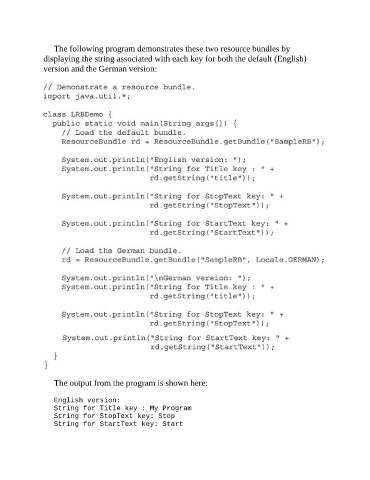 The following program demonstrates these two resource bundles by
displaying the string associated with each key for both the default (English)
version and the German version:
// Demonstrate a resource bundle.
import java.util.*;
class LRBDemo {
public static void main(String args[]) {
// Load the default bundle.
ResourceBundle rd = ResourceBundle.getBundle("SampleRB");
System.out.println("English version: ");
System.out.println("String for Title key : " +
rd.getString("title"));
System.out.println("String for StopText key: " +
rd.getString("StopText"));
System.out.println("String for StartText key: " +
rd.getString("StartText"));
// Load the German bundle.
rd = ResourceBundle.getBundle("SampleRB", Locale.GERMAN);
System.out.println("\nGerman version: ");
System.out.println("String for Title key : " +
rd.getString("title"));
System.out.println("String for StopText key: " +
rd.getString("StopText"));
System.out.println("String for StartText key: " +
rd.getString("StartText"));
}
}
The output from the program is shown here:
English version:
String for Title key : My Program
String for StopText key: Stop
String for StartText key: Start